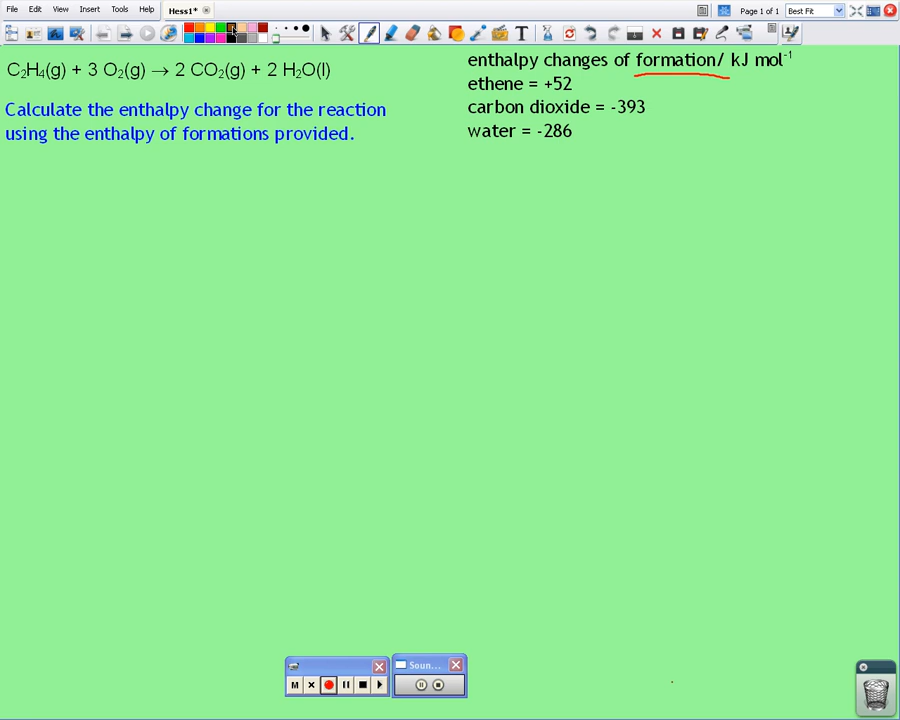 File Edit View Insert Tools Help Hess1* Page 1 of 1 Best Fit
C₂H₄(g) + 3 O₂(g) → 2 CO₂(g) + 2 H₂O(l)
Calculate the enthalpy change for the reaction
using the enthalpy of formations provided.
enthalpy changes of formation/ kJ mol⁻¹
ethene = +52
carbon dioxide = -393
water = -286
Soun...
M